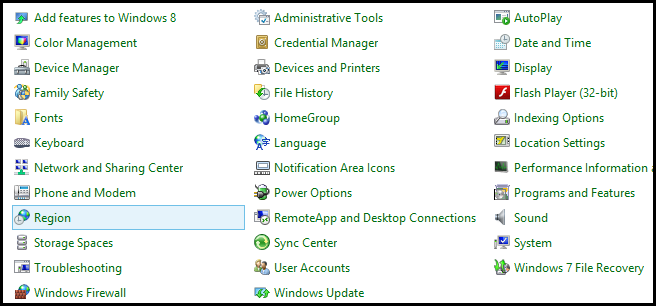 Add features to Windows 8 Administrative Tools AutoPlay
Color Management Credential Manager Date and Time
Device Manager Devices and Printers Display
Family Safety File History Flash Player (32-bit)
Fonts HomeGroup Indexing Options
Keyboard Language Location Settings
Network and Sharing Center Notification Area Icons Performance Information a
Phone and Modem Power Options Programs and Features
Region RemoteApp and Desktop Connections Sound
Storage Spaces Sync Center System
Troubleshooting User Accounts Windows 7 File Recovery
Windows Firewall Windows Update